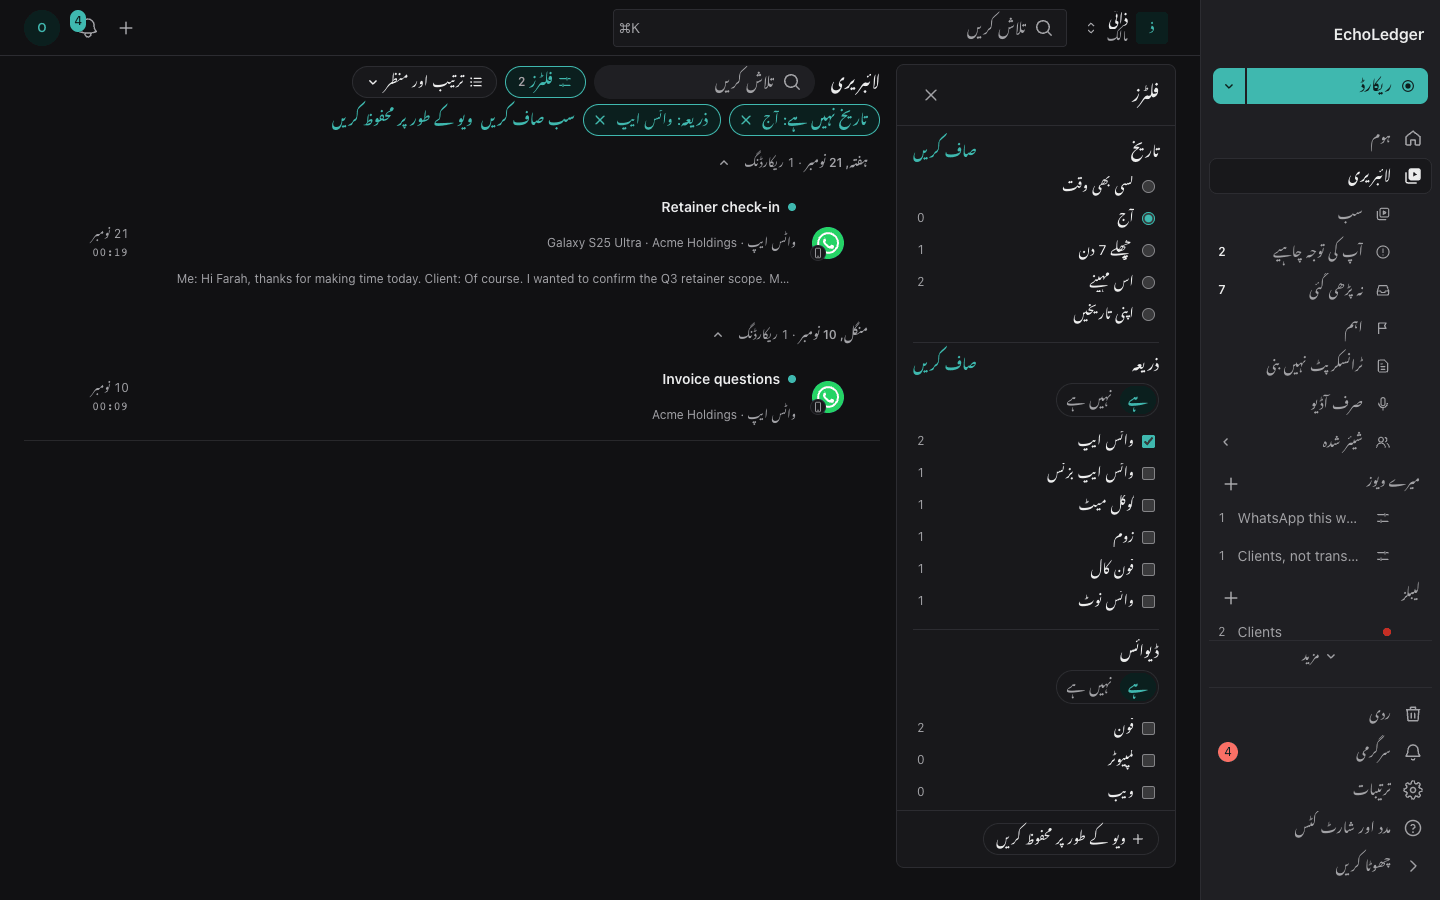 EchoLedger
ریکارڈ
ہوم
لائبریری
سب
آپ کی توجہ چاہیے 2
نہ پڑھی گئی 7
اہم
ٹرانسکرپٹ نہیں بنی
صرف آڈیو
شیئر شدہ
میرے ویوز
WhatsApp this w... 1
Clients, not trans... 1
لیبلز
Clients 2
مزید
ردی
سرگرمی 4
ترتیبات
مدد اور شارٹ کٹس
چھوٹا کریں
ذ
ذاتی
مالک
تلاش کریں ⌘K
4
O
فلٹرز
تاریخ صاف کریں
کسی بھی وقت
آج 0
پچھلے 7 دن 1
اس مہینے 2
اپنی تاریخیں
ذریعہ صاف کریں
ہے نہیں ہے
واٹس ایپ 2
واٹس ایپ بزنس 1
گوگل میٹ 1
زوم 1
فون کال 1
وائس نوٹ 1
ڈیوائس
ہے نہیں ہے
فون 2
کمپیوٹر 0
ویب 0
ویو کے طور پر محفوظ کریں
لائبریری
تلاش کریں
فلٹرز 2
ترتیب اور منظر
تاریخ نہیں ہے: آج
ذریعہ: واٹس ایپ
سب صاف کریں
ویو کے طور پر محفوظ کریں
ہفتہ, 21 نومبر · 1 ریکارڈنگ
Retainer check-in
واٹس ایپ · Galaxy S25 Ultra · Acme Holdings
Me: Hi Farah, thanks for making time today. Client: Of course. I wanted to confirm the Q3 retainer scope. M...
21 نومبر
00:19
منگل, 10 نومبر · 1 ریکارڈنگ
Invoice questions
واٹس ایپ · Acme Holdings
10 نومبر
00:09